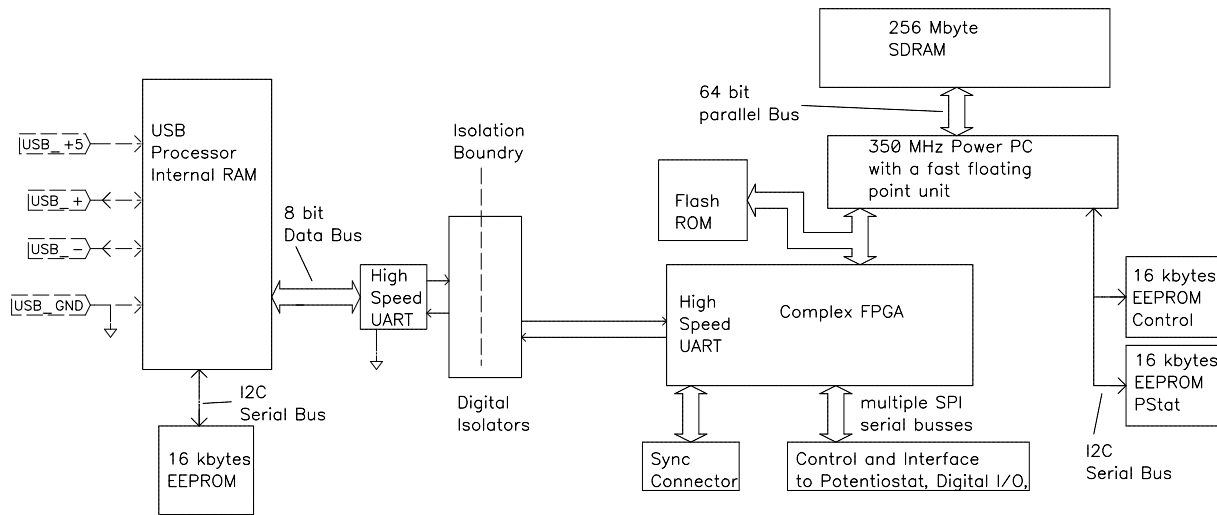 256 Mbyte
SDRAM
64 bit
parallel Bus
USB
Processor
Internal RAM
USB_+5
USB_+
USB_-
USB_GND
Isolation
Boundry
350 MHz Power PC
with a fast floating
point unit
Flash
ROM
8 bit
Data Bus
High
Speed
UART
High
Speed
UART
Complex FPGA
16 kbytes
EEPROM
Control
16 kbytes
EEPROM
PStat
I2C
Serial Bus
Digital
Isolators
multiple SPI
serial busses
16 kbytes
EEPROM
Sync
Connector
Control and Interface
to Potentiostat, Digital I/O,
I2C
Serial Bus